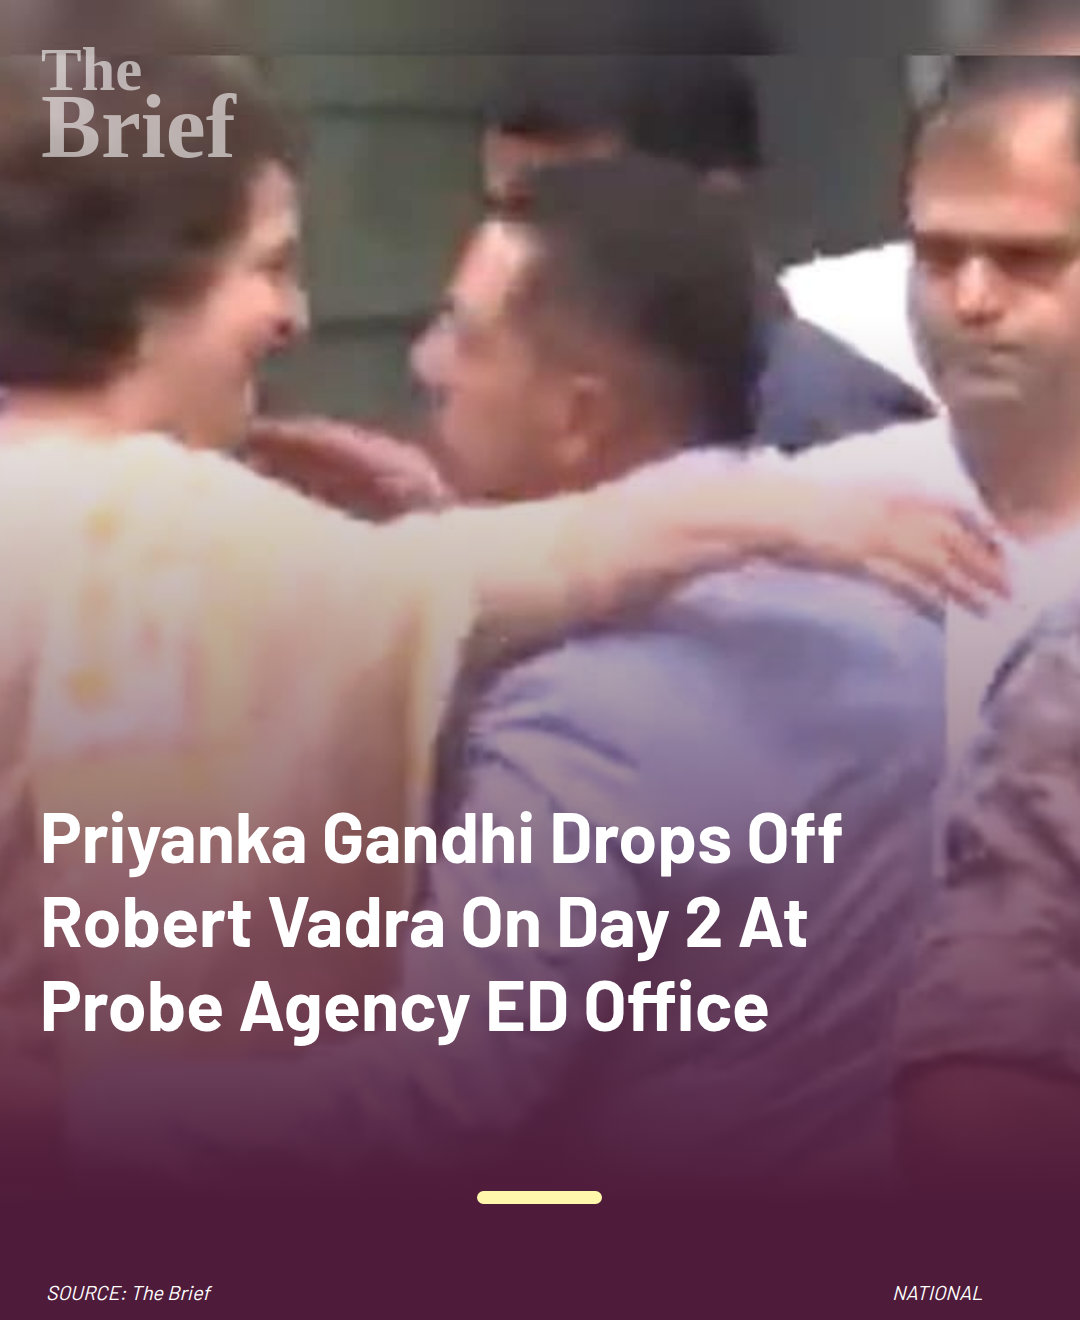 The
Brief
Priyanka Gandhi Drops Off
Robert Vadra On Day 2 At
Probe Agency ED Office
SOURCE: The Brief
NATIONAL